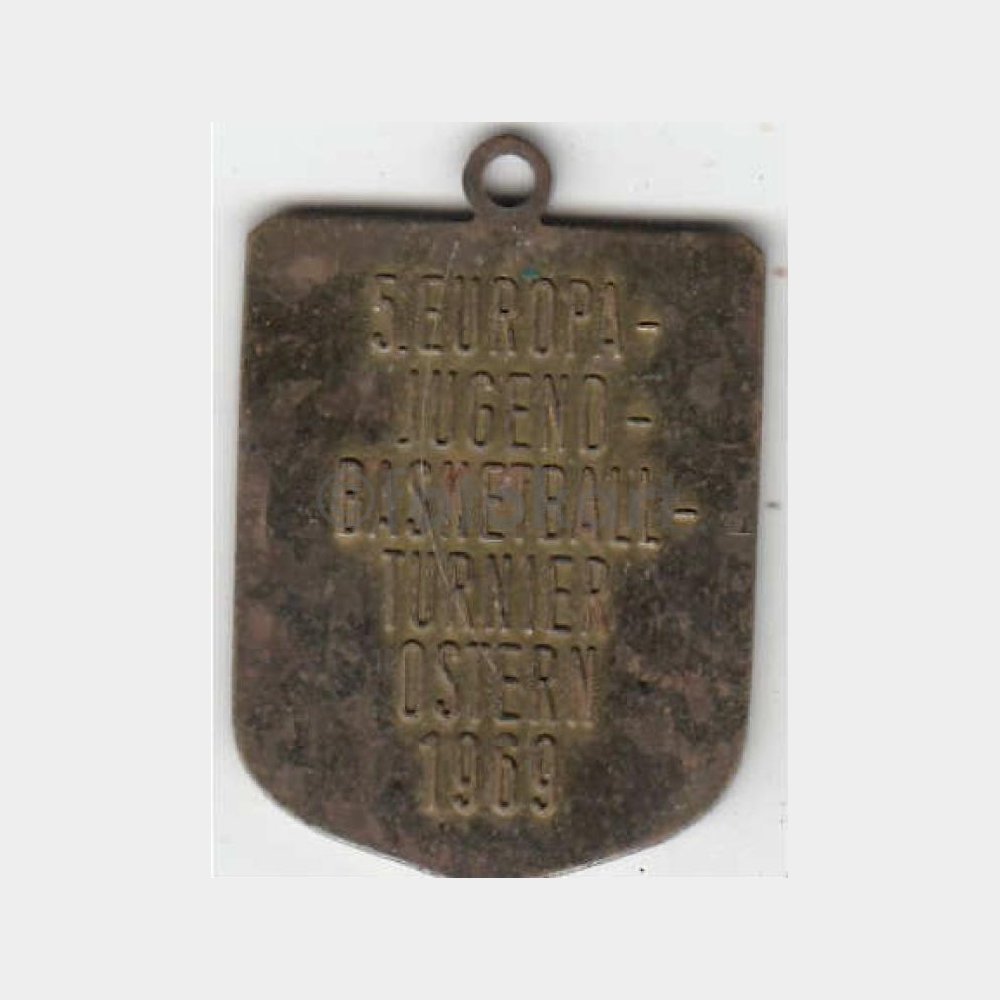 5.EUROPA-
JUGEND-
BASKETBALL-
TURNIER
OSTERN
1969